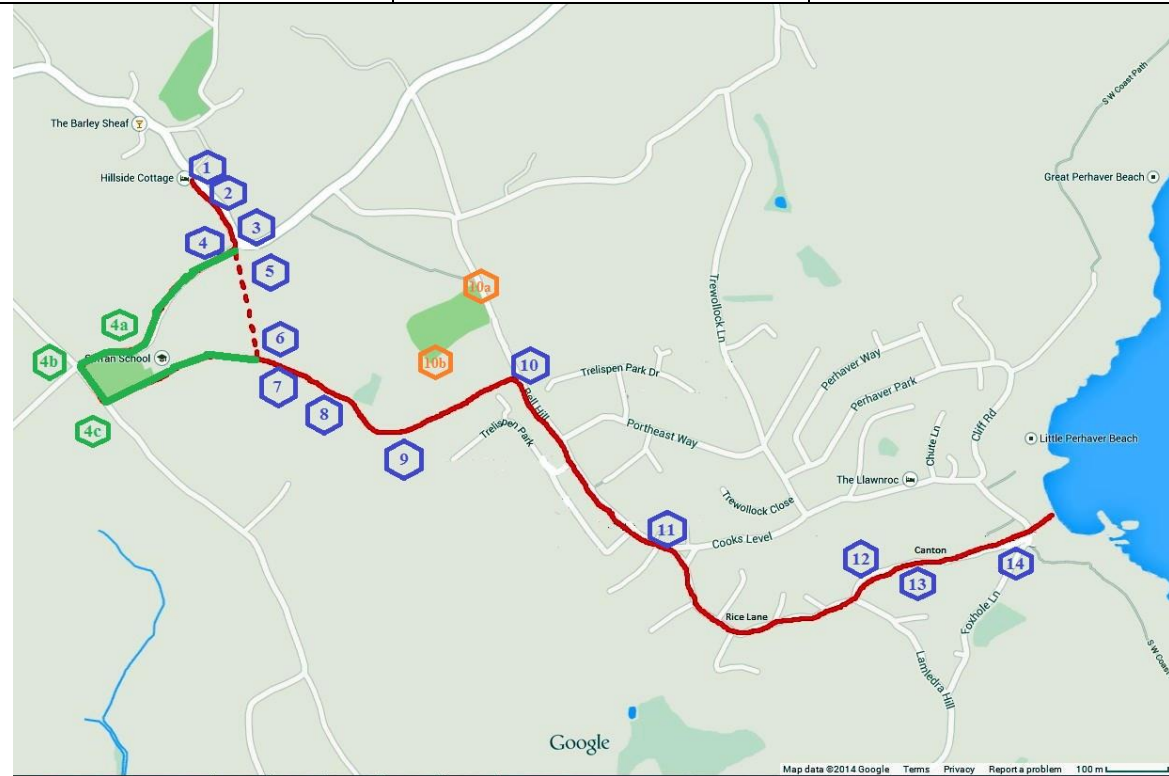 S W Coast Path
The Barley Sheaf
Hillside Cottage
1
2
3
4
5
Great Perhaver Beach
10a
Trewollock Ln
4a
4b
School
6
7
10b
10
8
Trelispen Park Dr
Perhaver Way
Perhaver Park
Bell Hill
4c
9
Trelispen Park
Portheast Way
Chute Ln
Cliff Rd
Little Perhaver Beach
The Llawnroc
Trewollock Close
11
Cooks Level
12
Canton
13
14
Rice Lane
Foxhole Ln
Lamledra Hill
S W Coast
Google
Map data ©2014 Google Terms Privacy Report a problem 100 m